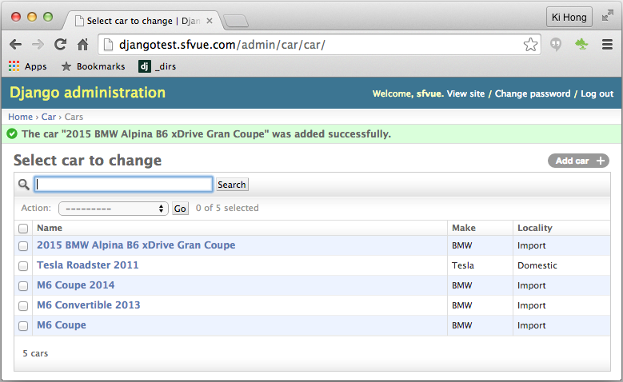 Select car to change | Djan
Ki Hong
djangotest.sfvue.com/admin/car/car/
Apps Bookmarks dj _dirs
Django administration Welcome, sfvue. View site / Change password / Log out
Home › Car › Cars
The car "2015 BMW Alpina B6 xDrive Gran Coupe" was added successfully.
Select car to change Add car +
Search
Action: --------- Go 0 of 5 selected
Name Make Locality
2015 BMW Alpina B6 xDrive Gran Coupe BMW Import
Tesla Roadster 2011 Tesla Domestic
M6 Coupe 2014 BMW Import
M6 Convertible 2013 BMW Import
M6 Coupe BMW Import
5 cars